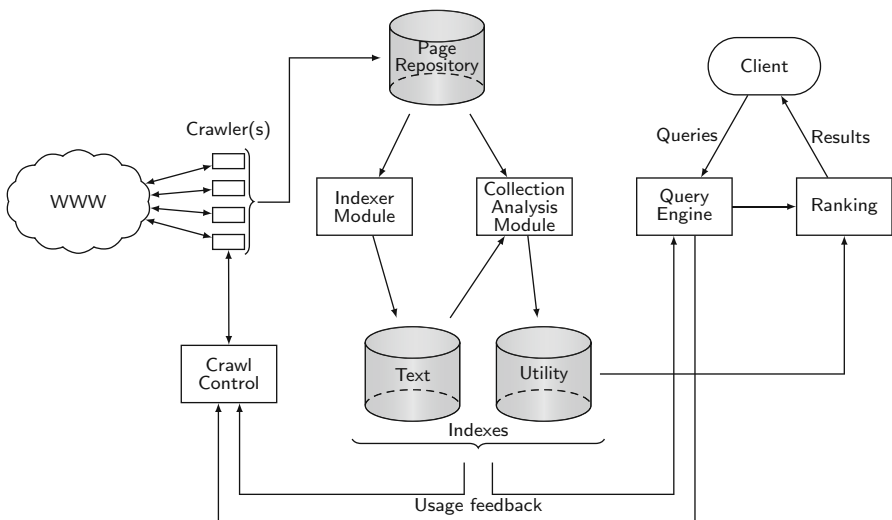 Page
Repository
Client
Crawler(s)
Queries
Results
WWW
Indexer
Module
Collection
Analysis
Module
Query
Engine
Ranking
Crawl
Control
Text
Utility
Indexes
Usage feedback